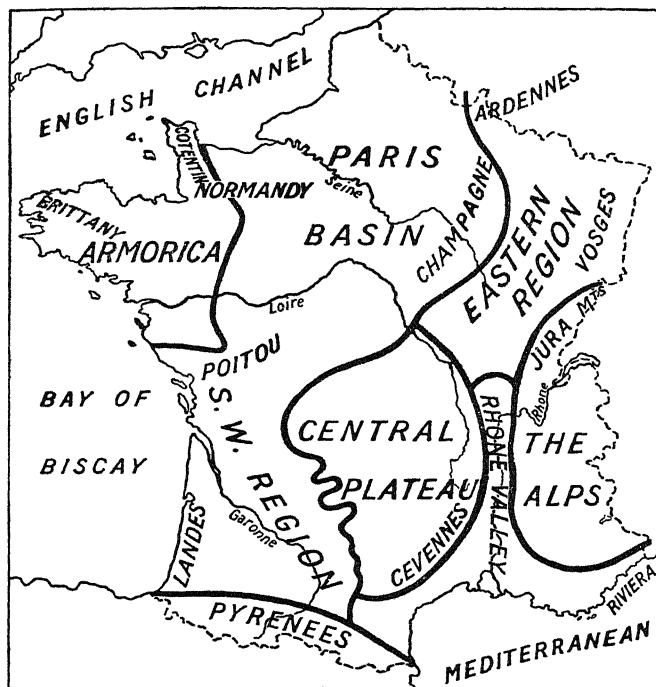 ENGLISH CHANNEL
ARDENNES
COTENTIN
PARIS
Seine
NORMANDY
BRITTANY
ARMORICA
BASIN
CHAMPAGNE
EASTERN
REGION
VOSGES
Loire
JURA MTS
POITOU
BAY OF
BISCAY
S. W. REGION
CENTRAL
PLATEAU
Rhone
RHONE VALLEY
THE
ALPS
LANDES
Garonne
CEVENNES
PYRENEES
RIVIERA
MEDITERRANEAN